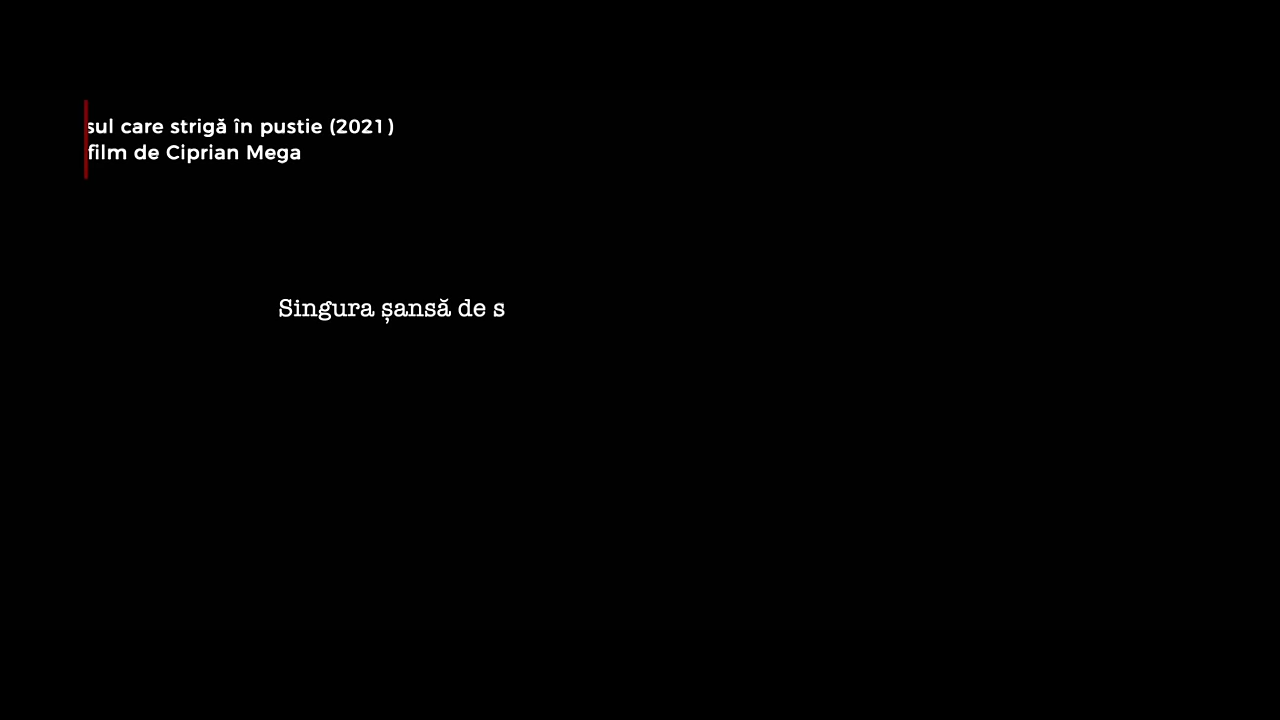 sul care strigă în pustie (2021)
film de Ciprian Mega
Singura șansă de s